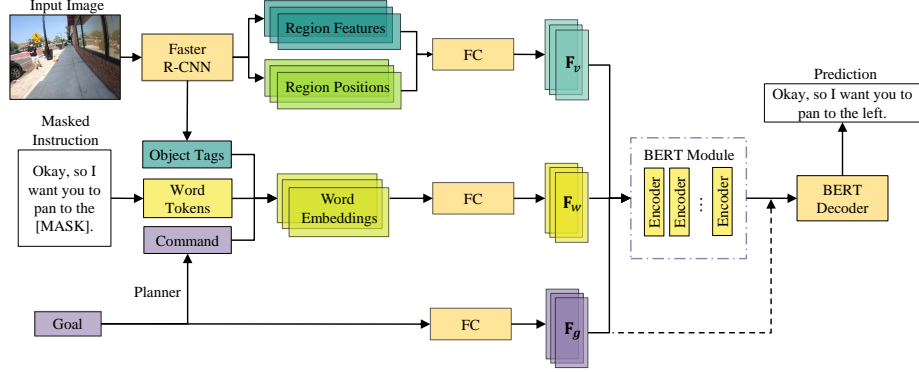 Input Image
Faster
R-CNN
Region Features
Region Positions
FC
F_v
Masked
Instruction
Okay, so I
want you to
pan to the
[MASK].
Object Tags
Word
Tokens
Command
Word
Embeddings
FC
F_w
Planner
Goal
FC
F_g
BERT Module
Encoder
Encoder
...
Encoder
BERT
Decoder
Prediction
Okay, so I want you to
pan to the left.